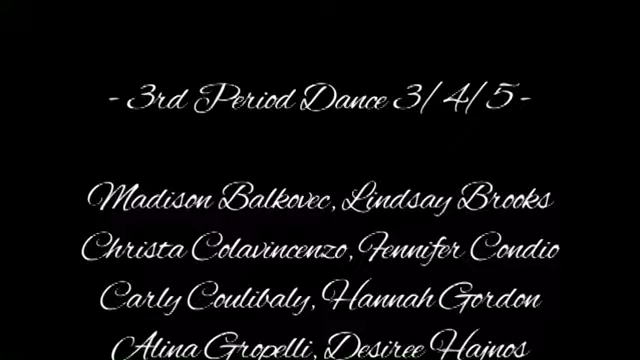 - 3rd Period Dance 3/4/5 -
Madison Balkovec, Lindsay Brooks
Christa Colavincenzo, Jennifer Condio
Carly Coulibaly, Hannah Gordon
Alina Gropelli, Desiree Hajnos